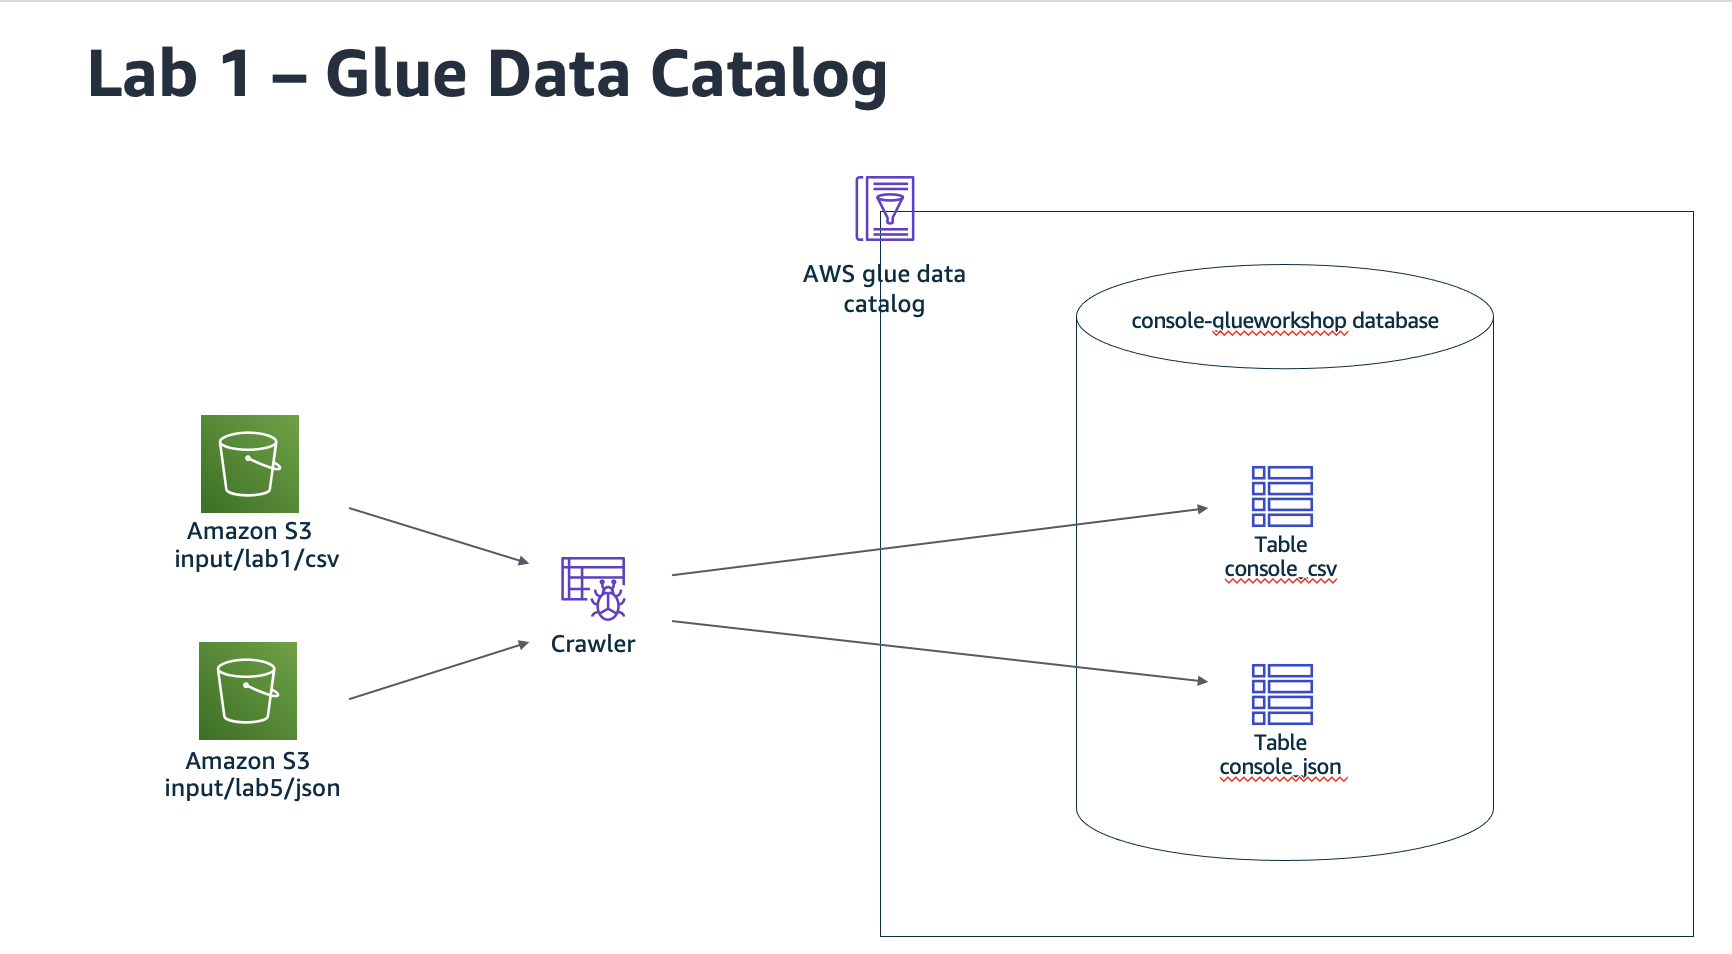 Lab 1 – Glue Data Catalog
AWS glue data
catalog
console-glueworkshop database
Amazon S3
input/lab1/csv
Crawler
Table
console_csv
Amazon S3
input/lab5/json
Table
console_json